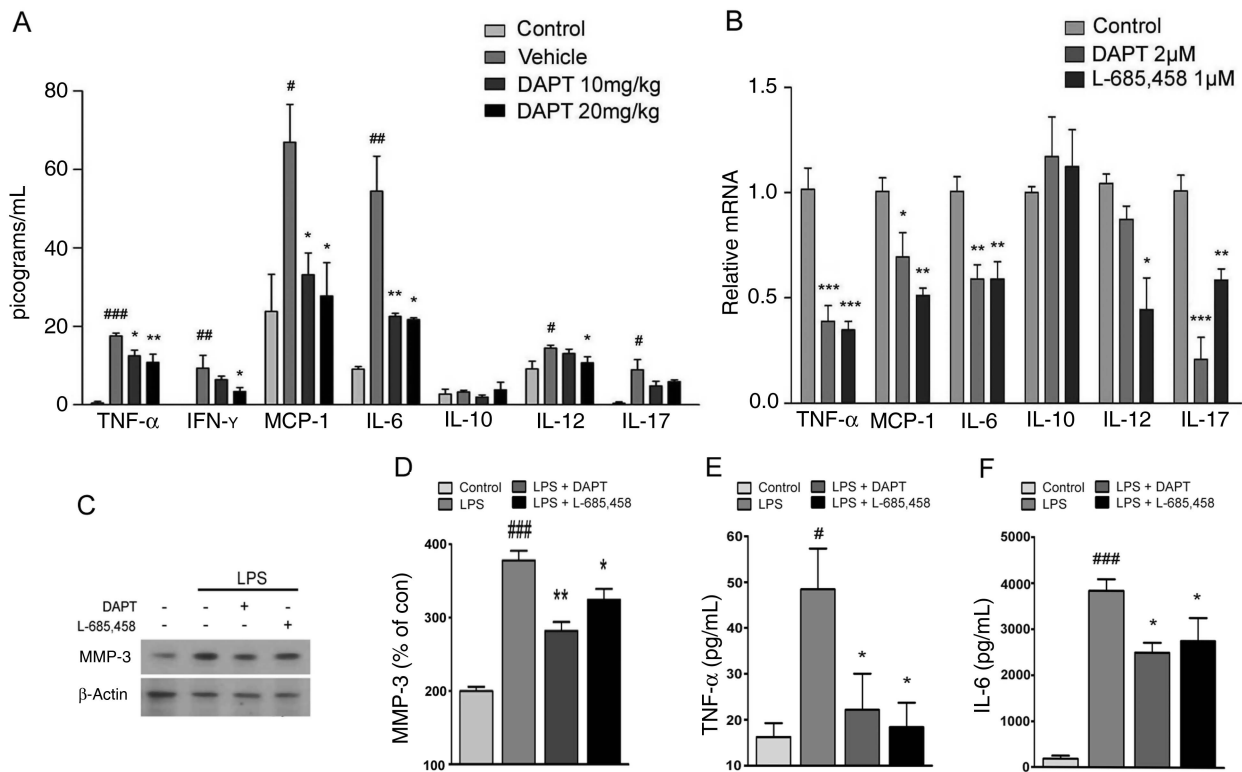 A
Control
Vehicle
DAPT 10mg/kg
DAPT 20mg/kg
picograms/mL
80
60
40
20
0
###
*
**
##
*
#
*
*
##
**
*
#
*
#
TNF-α IFN-γ MCP-1 IL-6 IL-10 IL-12 IL-17
B
Control
DAPT 2µM
L-685,458 1µM
Relative mRNA
1.5
1.0
0.5
0.0
***
***
*
**
**
**
*
***
**
TNF-α MCP-1 IL-6 IL-10 IL-12 IL-17
C
LPS
DAPT - - + -
L-685,458 - - - +
MMP-3
β-Actin
D
Control LPS + DAPT
LPS LPS + L-685,458
MMP-3 (% of con)
400
300
200
100
###
**
*
E
Control LPS + DAPT
LPS LPS + L-685,458
TNF-α (pg/mL)
60
50
40
30
20
10
#
*
*
F
Control LPS + DAPT
LPS LPS + L-685,458
IL-6 (pg/mL)
5000
4000
3000
2000
1000
0
###
*
*